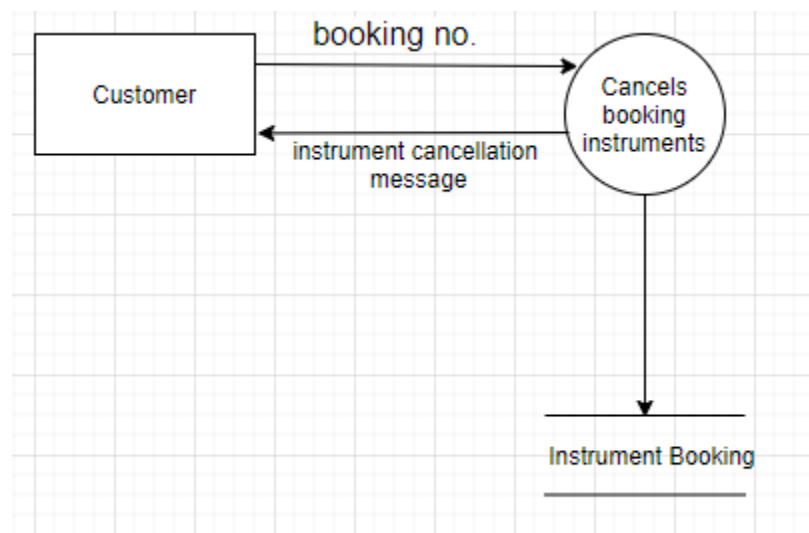 booking no.
Customer
Cancels
booking
instruments
instrument cancellation
message
Instrument Booking